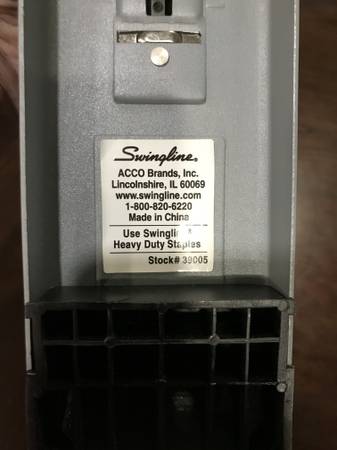 Swingline®
ACCO Brands, Inc.
Lincolnshire, IL 60069
www.swingline.com
1-800-820-6220
Made in China
Use Swingline®
Heavy Duty Staples
Stock# 39005